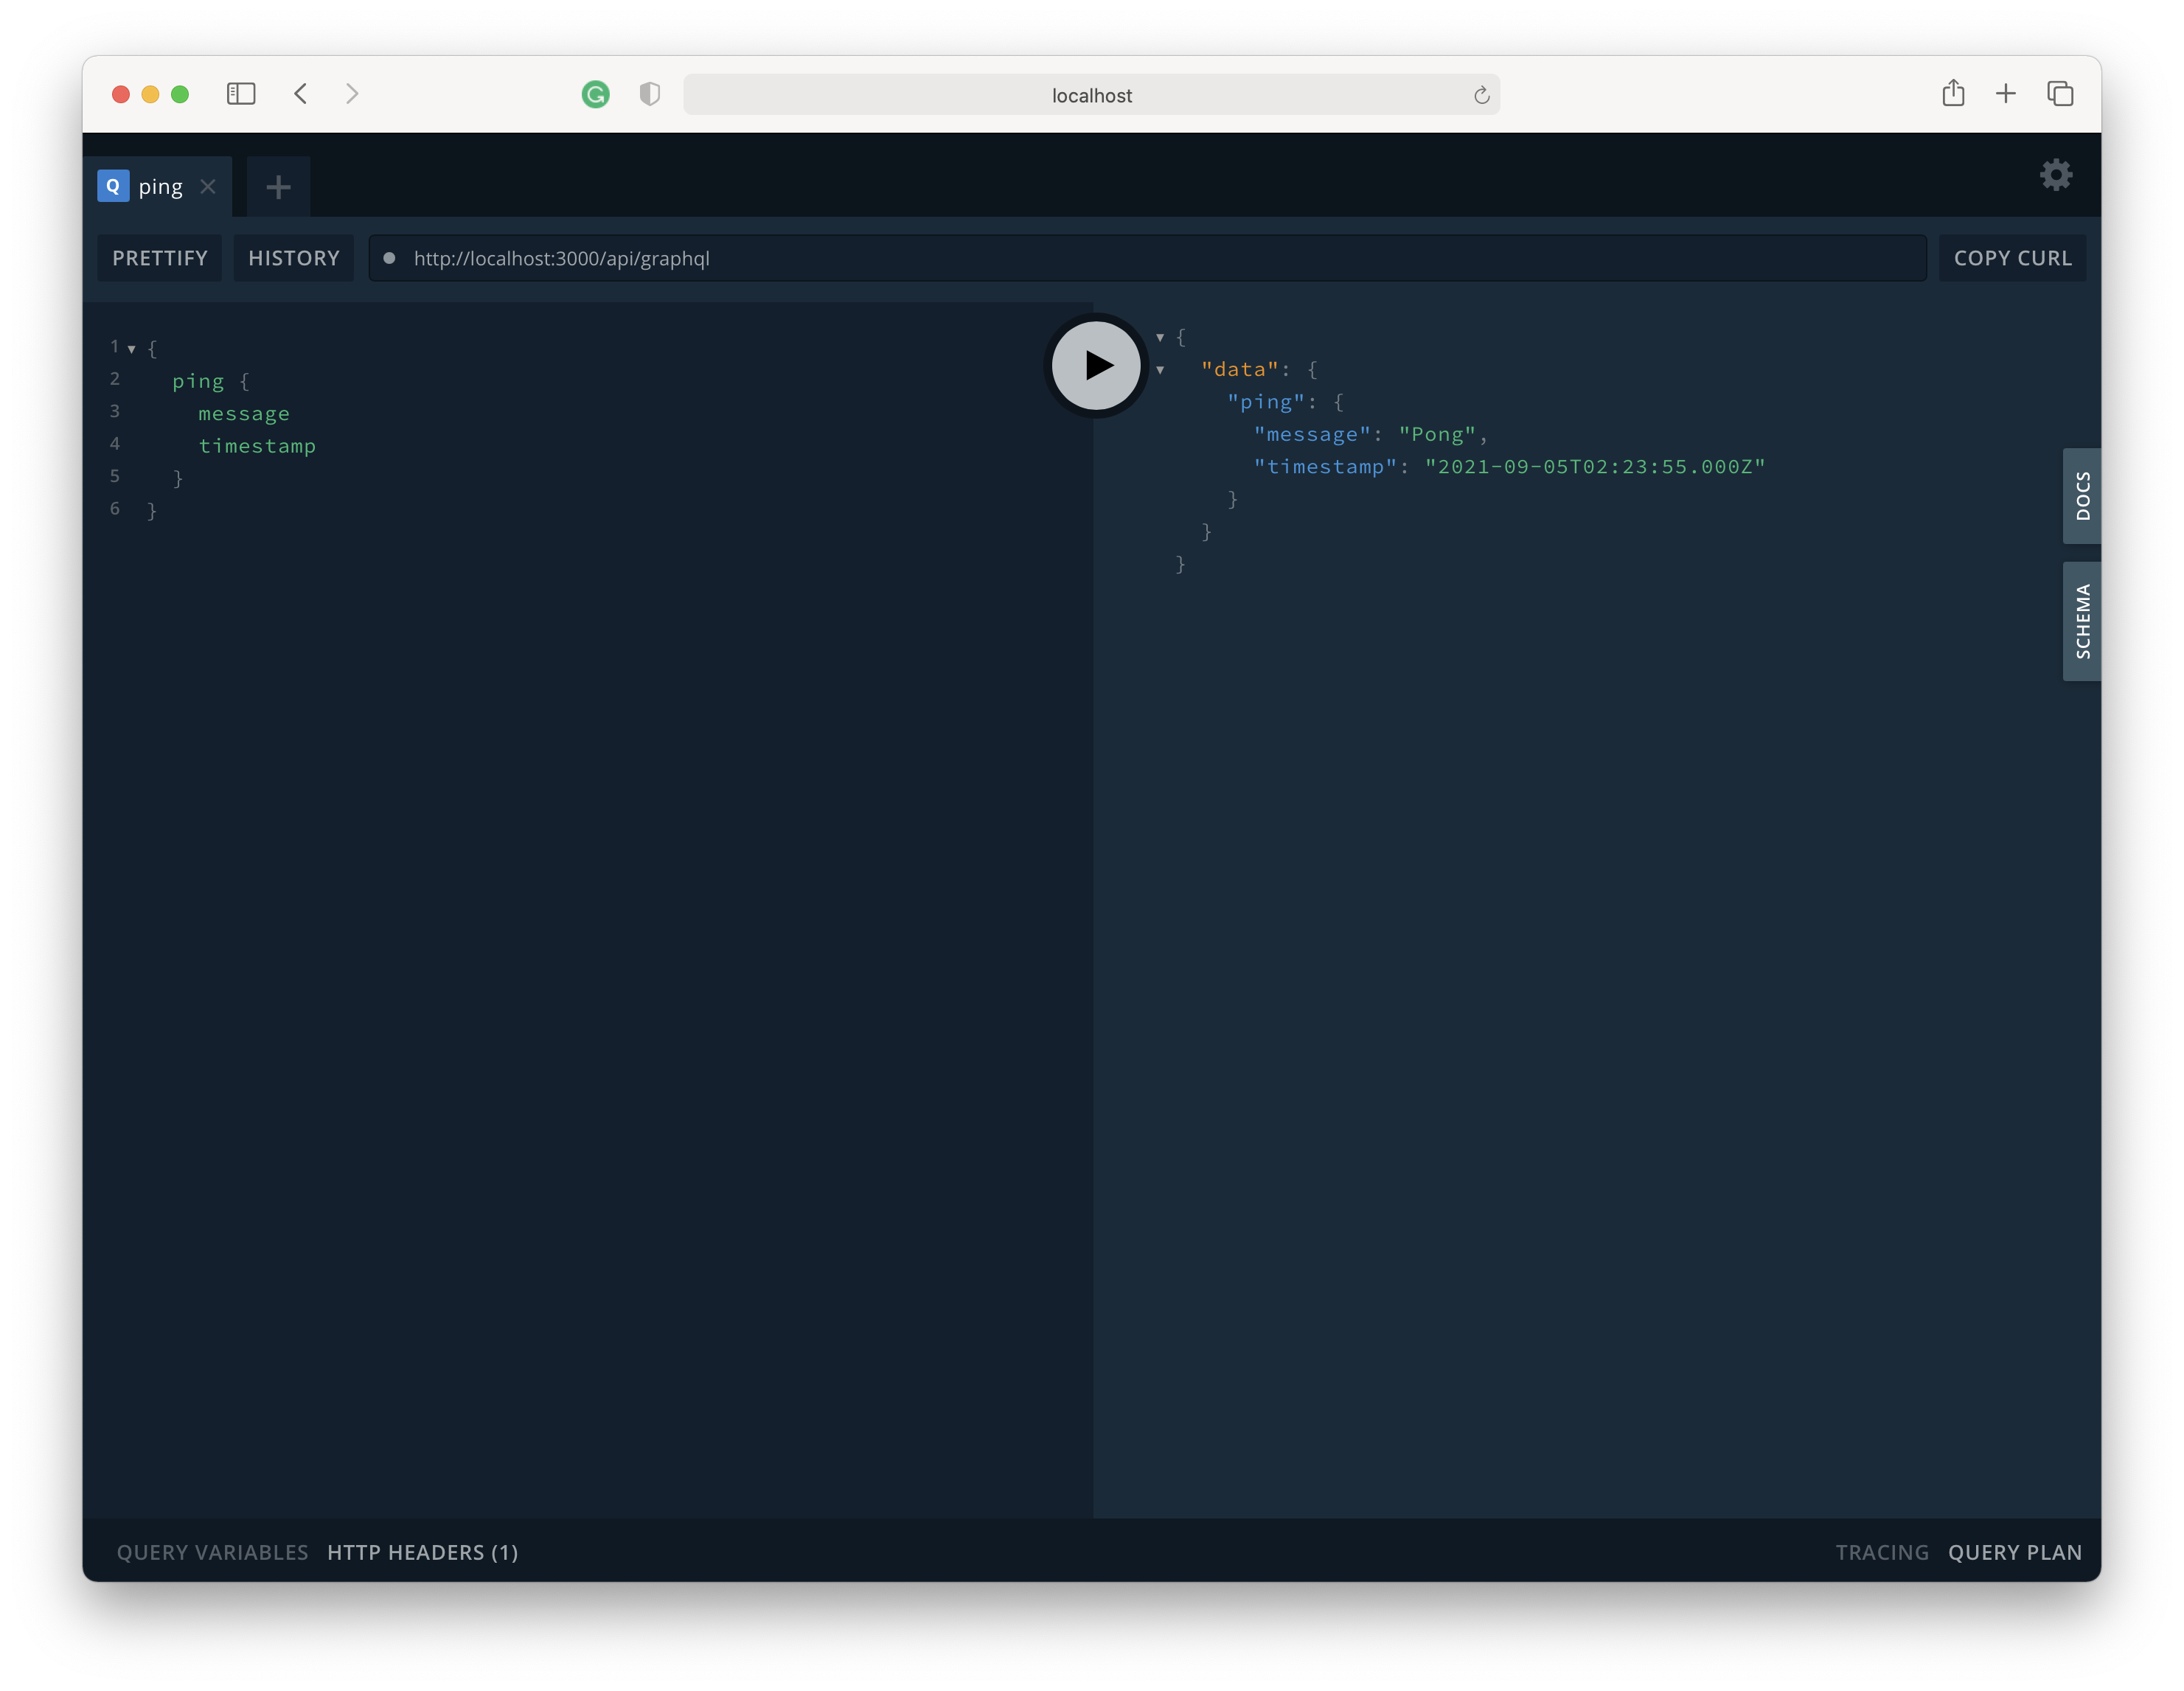 localhost
Q ping
PRETTIFY HISTORY http://localhost:3000/api/graphql COPY CURL
1 {
2 ping {
3 message
4 timestamp
5 }
6 }
{
"data": {
"ping": {
"message": "Pong",
"timestamp": "2021-09-05T02:23:55.000Z"
}
}
}
DOCS
SCHEMA
QUERY VARIABLES HTTP HEADERS (1) TRACING QUERY PLAN